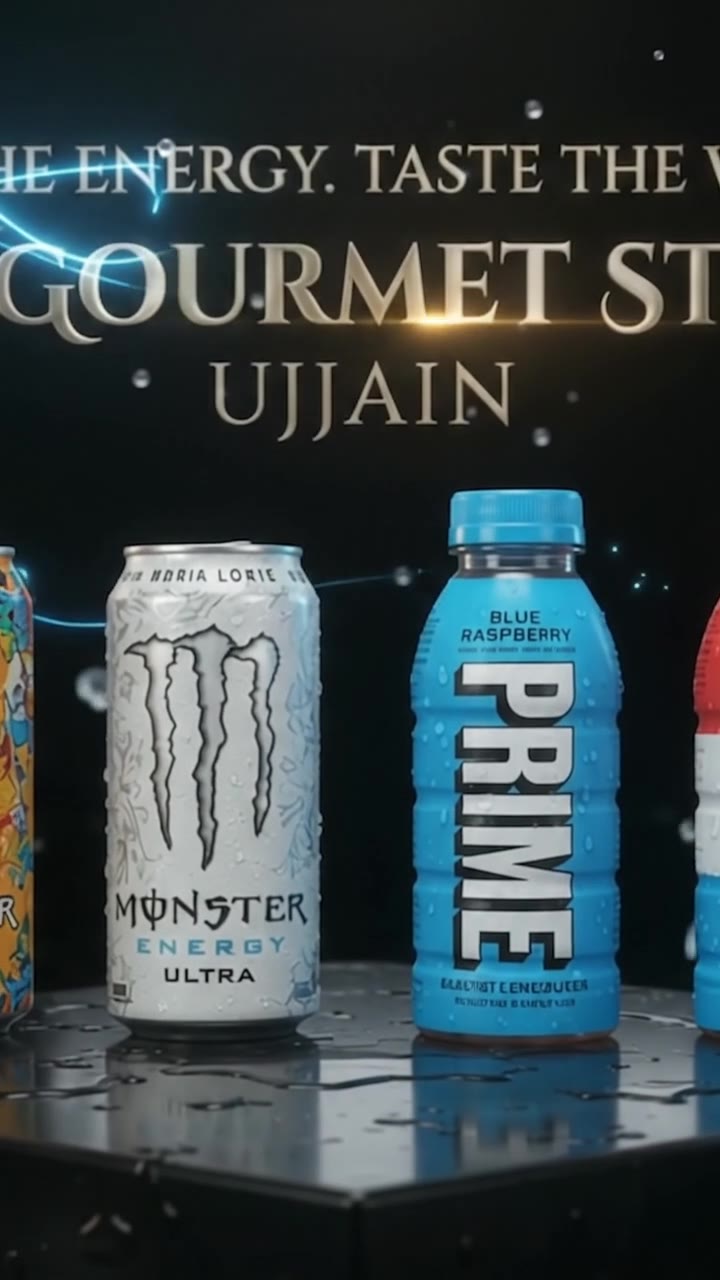 HE ENERGY. TASTE THE
GOURMET ST
UJJAIN
MONSTER
ENERGY
ULTRA
BLUE
RASPBERRY
PRIME
R